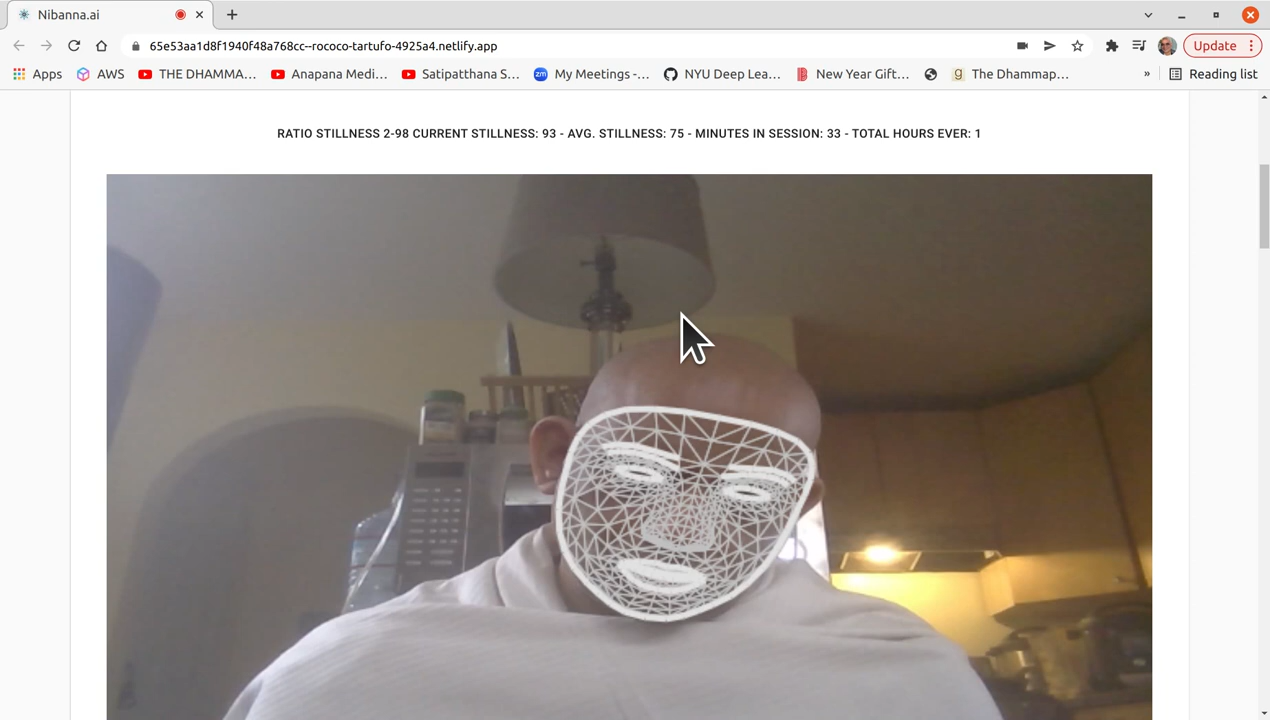 Nibanna.ai
65e53aa1d8f1940f48a768cc--rococo-tartufo-4925a4.netlify.app
Update
Apps AWS THE DHAMMA... Anapana Medi... Satipatthana S... zm My Meetings -... NYU Deep Lea... B New Year Gift... g The Dhammap... » Reading list
RATIO STILLNESS 2-98 CURRENT STILLNESS: 93 - AVG. STILLNESS: 75 - MINUTES IN SESSION: 33 - TOTAL HOURS EVER: 1